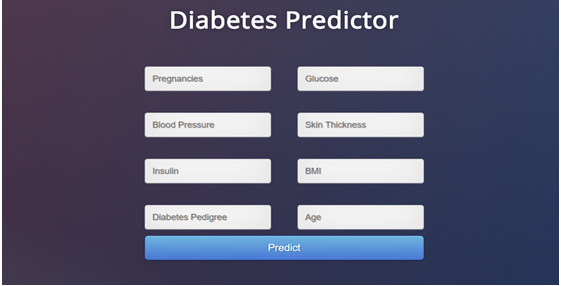 Diabetes Predictor
Pregnancies
Glucose
Blood Pressure
Skin Thickness
Insulin
BMI
Diabetes Pedigree
Age
Predict